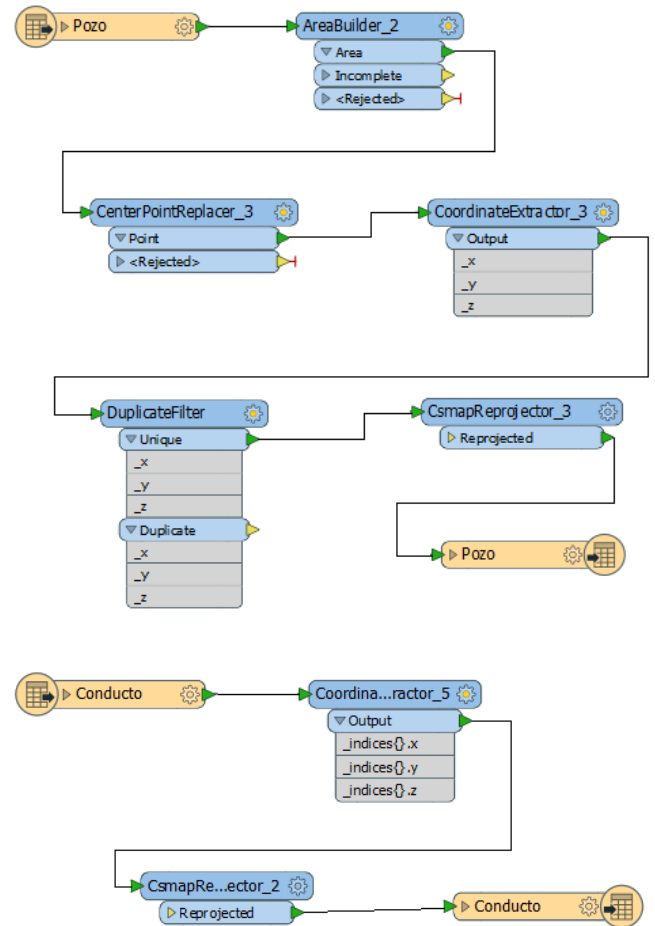 Pozo
AreaBuilder_2
Area
Incomplete
<Rejected>
CenterPointReplacer_3
Point
<Rejected>
CoordinateExtractor_3
Output
_x
_y
_z
DuplicateFilter
Unique
_x
_y
_z
Duplicate
_x
_y
_z
CsmapReprojector_3
Reprojected
Pozo
Conducto
Coordina...ractor_5
Output
_indices{}.x
_indices{}.y
_indices{}.z
CsmapRe...ector_2
Reprojected
Conducto